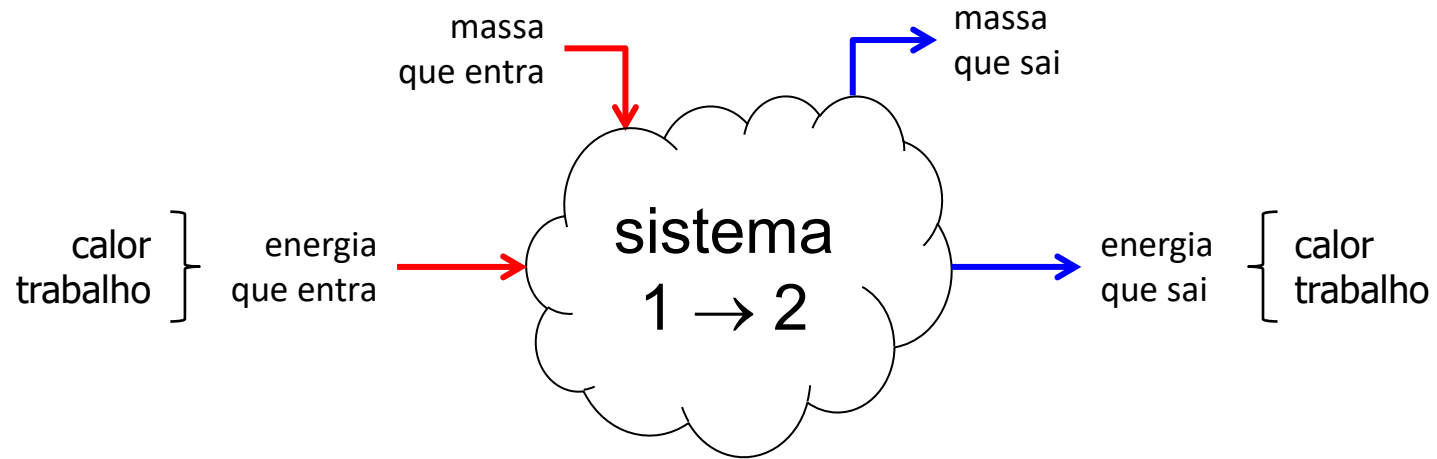 massa
que entra
massa
que sai
calor
trabalho
energia
que entra
sistema
1 → 2
energia
que sai
calor
trabalho